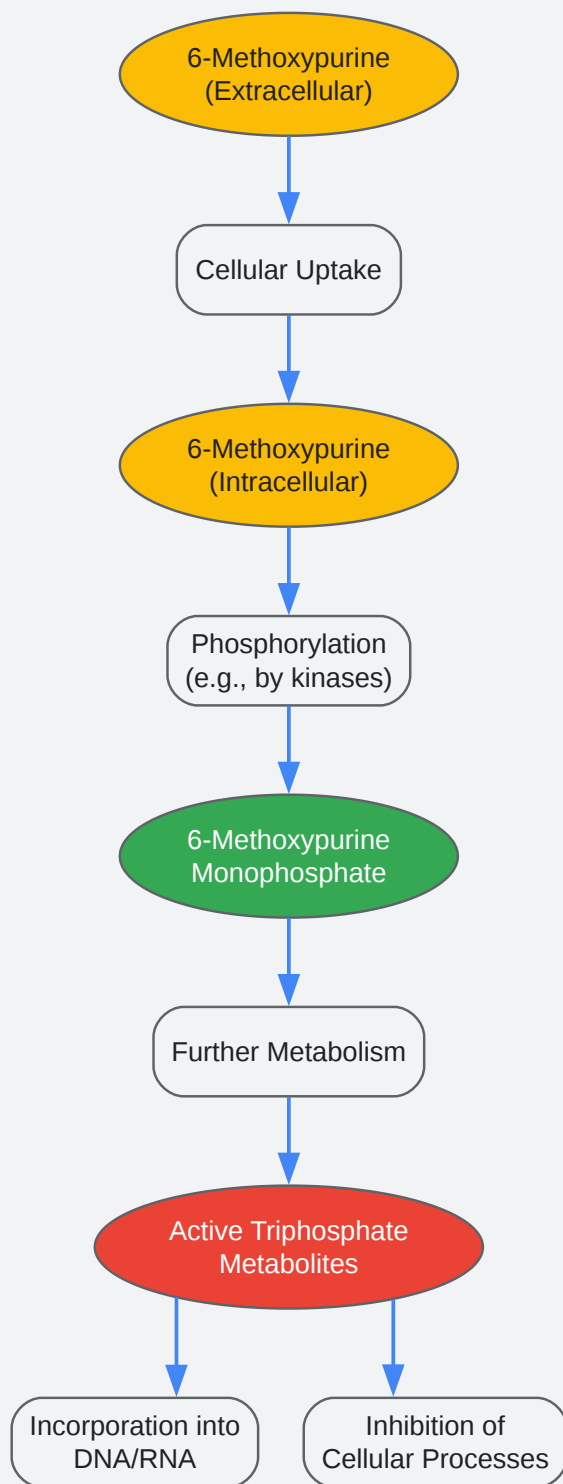 6-Methoxypurine
(Extracellular)
Cellular Uptake
6-Methoxypurine
(Intracellular)
Phosphorylation
(e.g., by kinases)
6-Methoxypurine
Monophosphate
Further Metabolism
Active Triphosphate
Metabolites
Incorporation into
DNA/RNA
Inhibition of
Cellular Processes